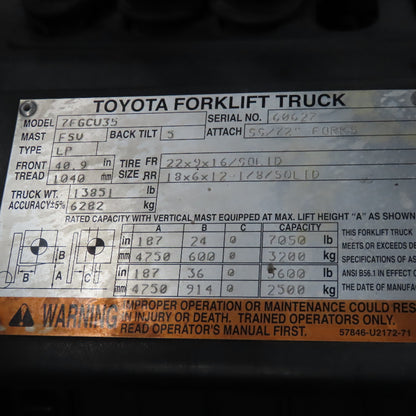 TOYOTA FORKLIFT TRUCK
MODEL 7FGCU35 SERIAL NO. 60627
MAST FSV BACK TILT 5 ATTACH SS/72" FORKS
TYPE LP
FRONT TREAD 40.9 in TIRE SIZE FR 22x9x16/SOLID
1040 mm RR 18x6x12-1/8/SOLID
TRUCK WT. 13851 lb
ACCURACY±5% 6282 kg
RATED CAPACITY WITH VERTICAL MAST EQUIPPED AT MAX. LIFT HEIGHT "A" AS SHOWN
A B C CAPACITY THIS FORKLIFT TRUCK
in 187 24 0 7050 lb MEETS OR EXCEEDS DE
mm 4750 600 0 3200 kg SPECIFICATIONS OF AS
in 187 36 0 5600 lb ANSI B56.1 IN EFFECT
mm 4750 914 0 2500 kg THE DATE OF MANUFA
A B C
WARNING IMPROPER OPERATION OR MAINTENANCE COULD RES
IN INJURY OR DEATH. TRAINED OPERATORS ONLY.
READ OPERATOR'S MANUAL FIRST. 57846-U2172-71